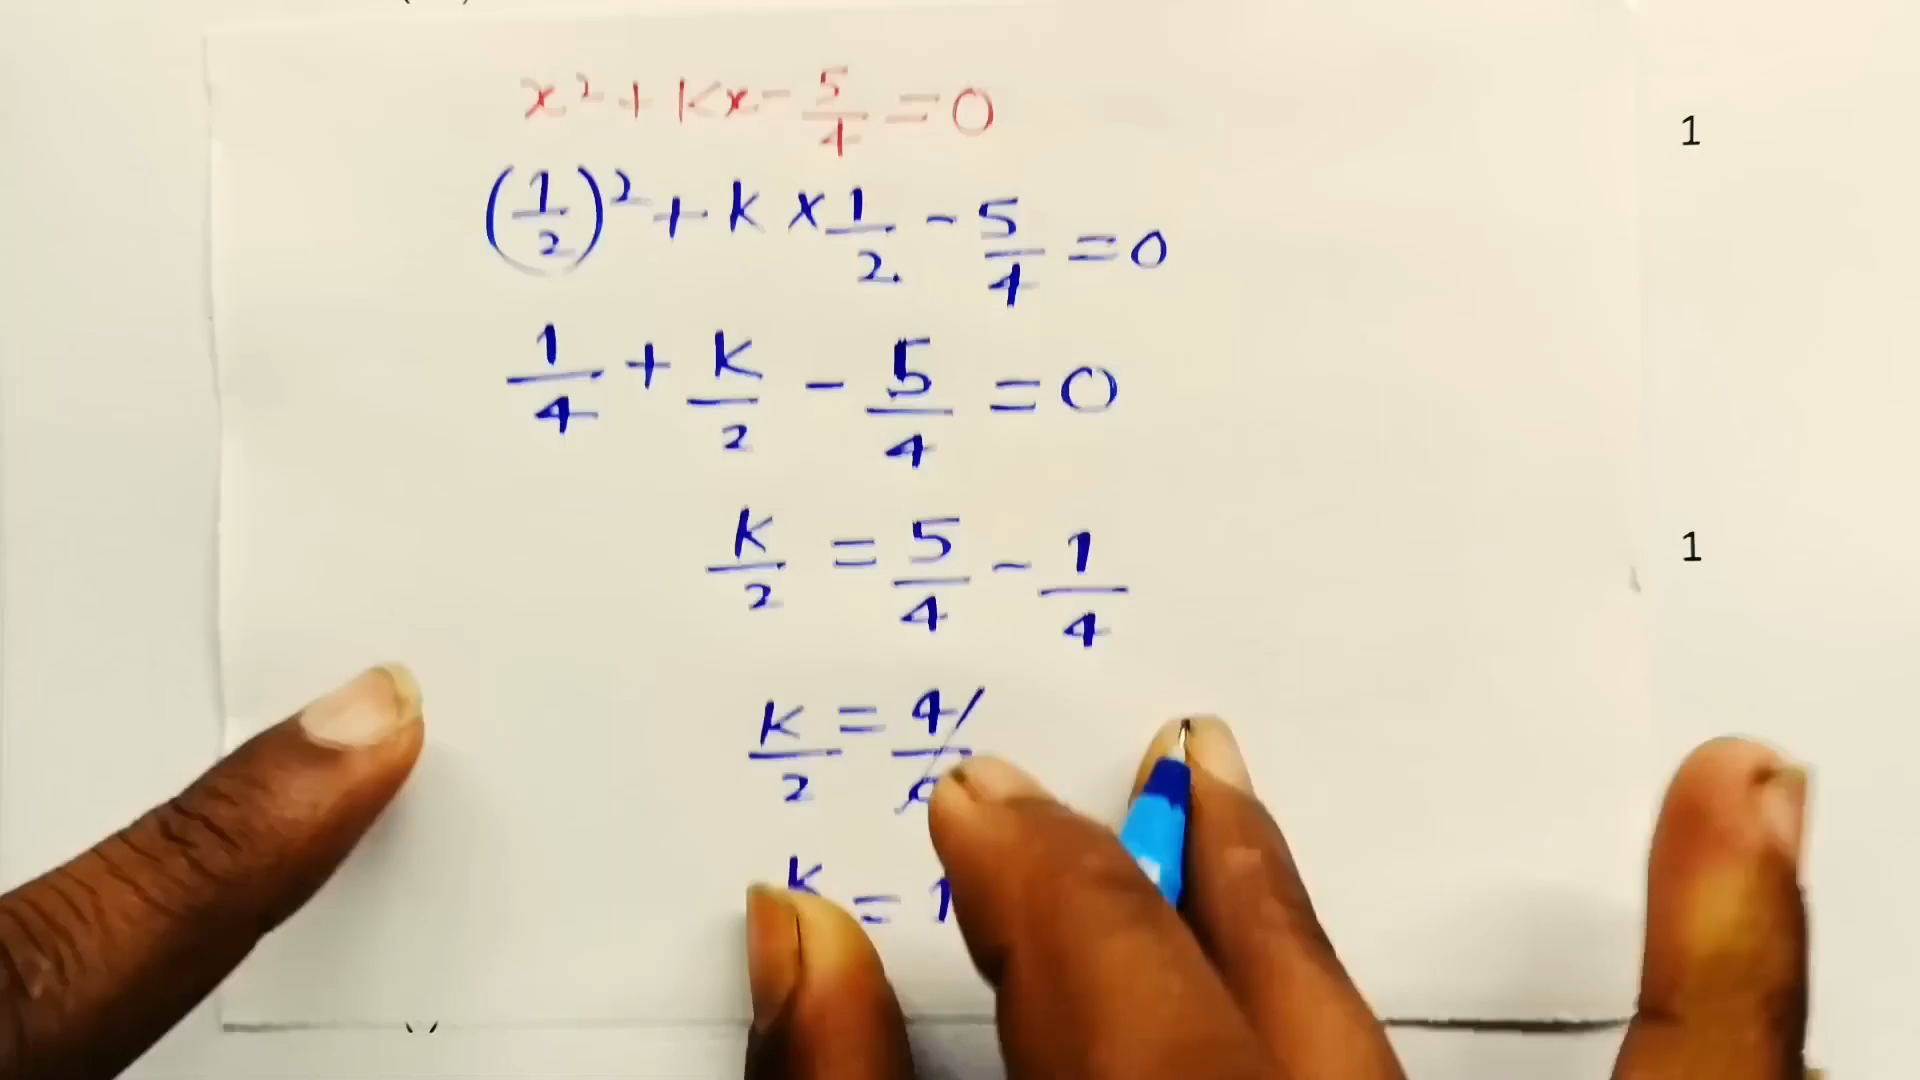 x² + kx - 5/4 = 0
1
(1/2)² + k × 1/2 - 5/4 = 0
1/4 + k/2 - 5/4 = 0
k/2 = 5/4 - 1/4
1
k/2 = 4/
k = 1